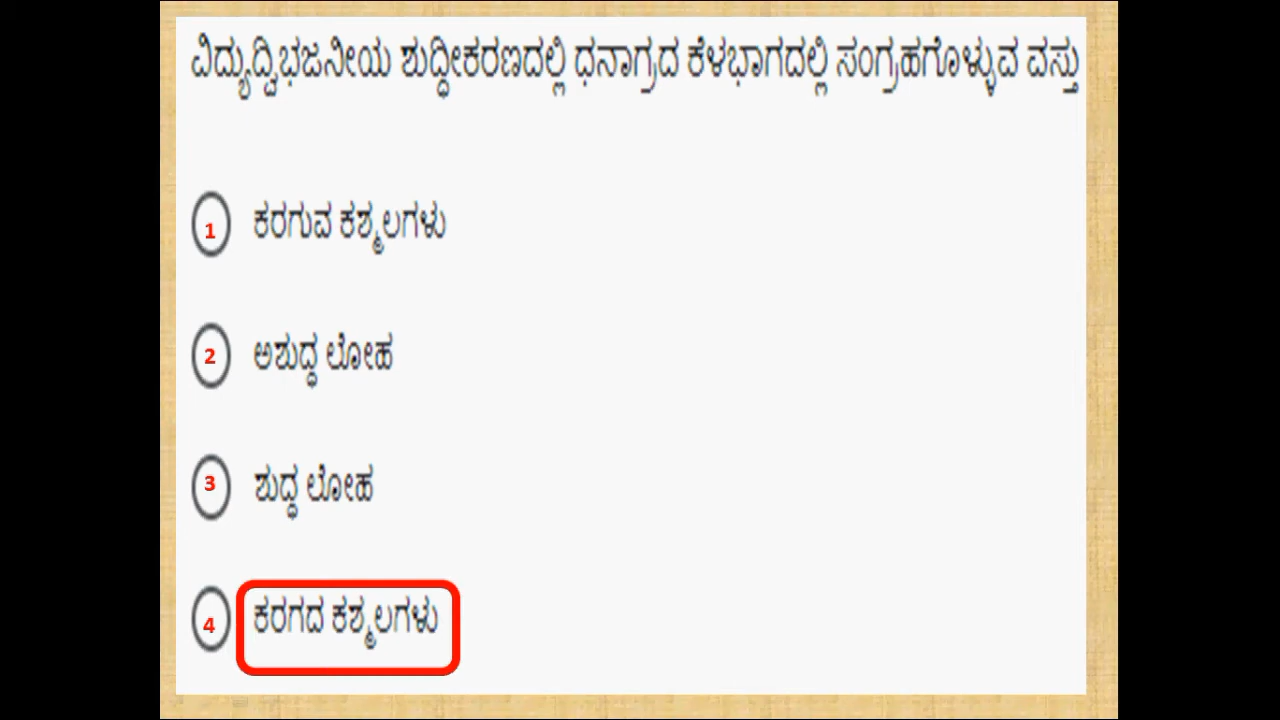 ವಿದ್ಯುದ್ವಿಭಜನೀಯ ಶುದ್ಧೀಕರಣದಲ್ಲಿ ಧನಾಗ್ರದ ಕೆಳಭಾಗದಲ್ಲಿ ಸಂಗ್ರಹಗೊಳ್ಳುವ ವಸ್ತು
1 ಕರಗುವ ಕಶ್ಮಲಗಳು
2 ಅಶುದ್ಧ ಲೋಹ
3 ಶುದ್ಧ ಲೋಹ
4 ಕರಗದ ಕಶ್ಮಲಗಳು